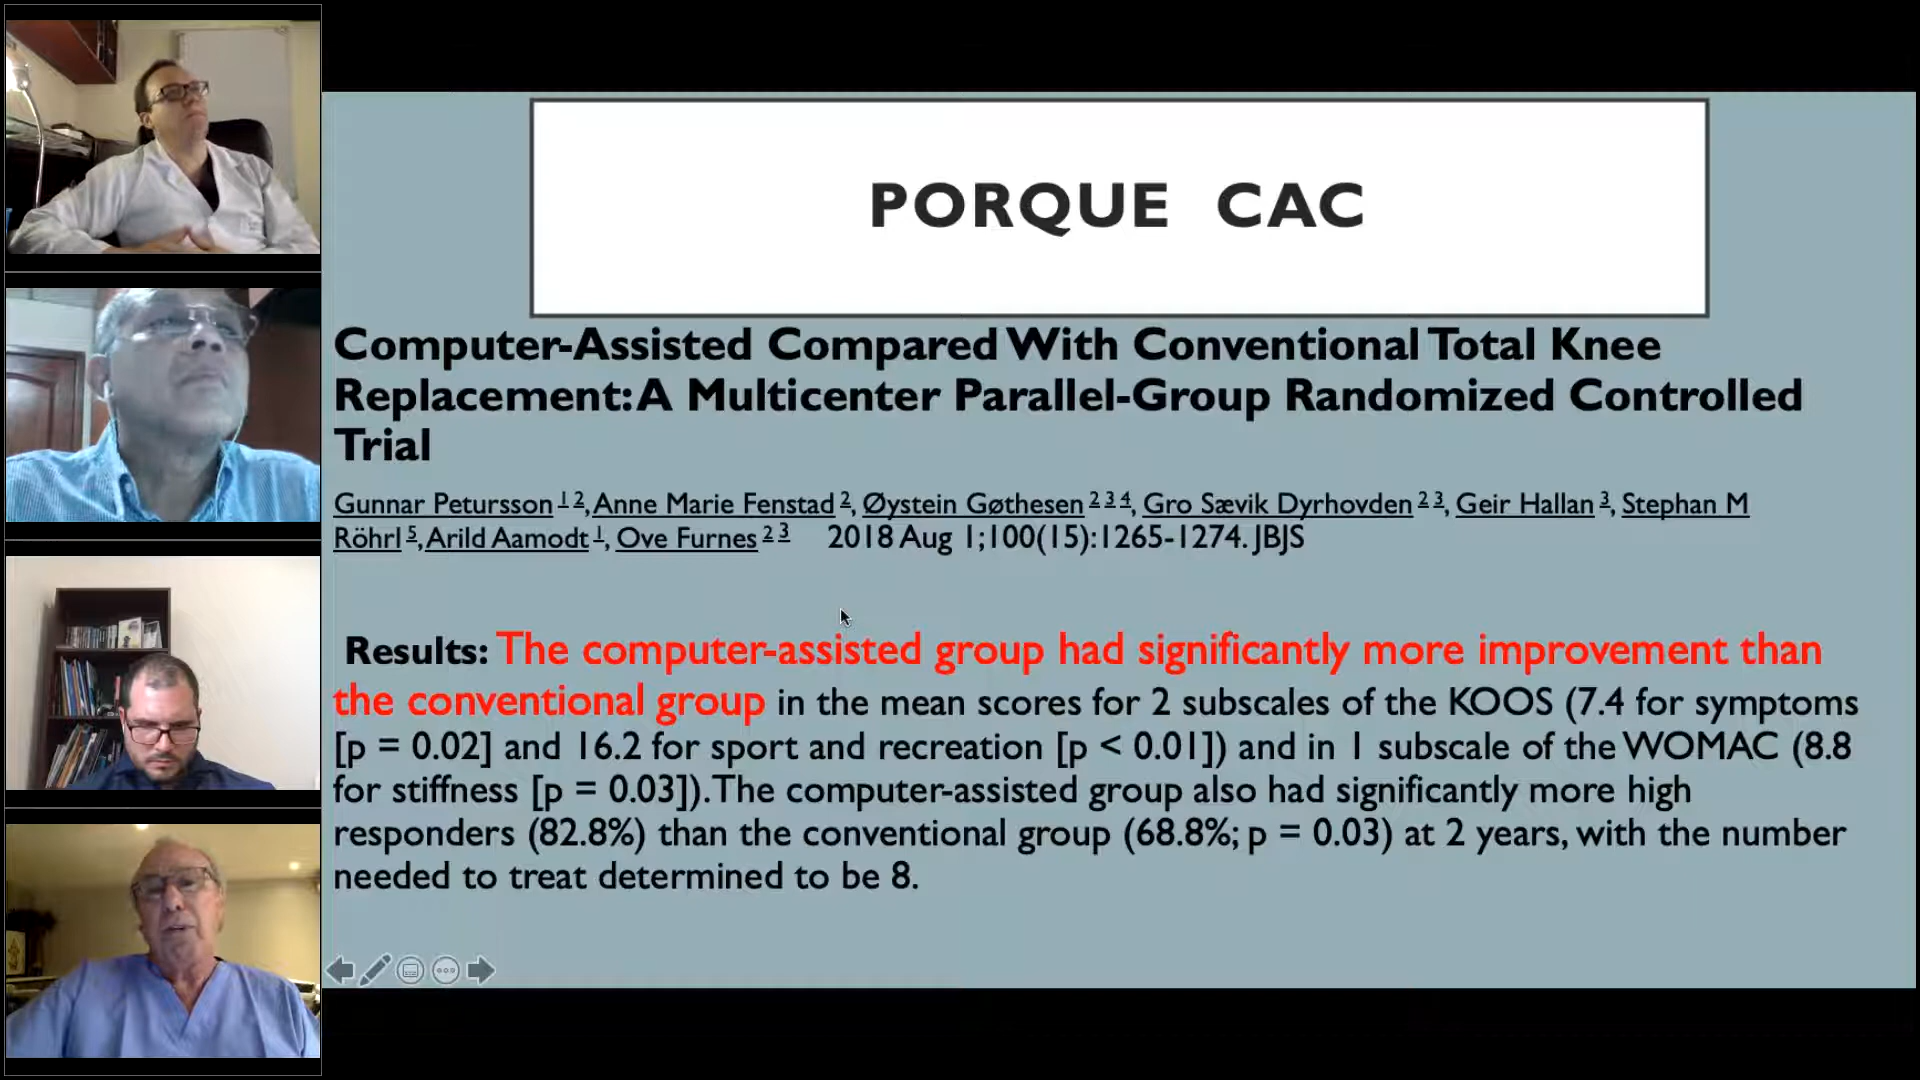 PORQUE CAC
Computer-Assisted Compared With Conventional Total Knee
Replacement: A Multicenter Parallel-Group Randomized Controlled
Trial
Gunnar Petursson 1 2, Anne Marie Fenstad 2, Øystein Gøthesen 2 3 4, Gro Sævik Dyrhovden 2 3, Geir Hallan 3, Stephan M
Röhrl 5, Arild Aamodt 1, Ove Furnes 2 3 2018 Aug 1;100(15):1265-1274. JBJS
Results: The computer-assisted group had significantly more improvement than
the conventional group in the mean scores for 2 subscales of the KOOS (7.4 for symptoms
[p = 0.02] and 16.2 for sport and recreation [p < 0.01]) and in 1 subscale of the WOMAC (8.8
for stiffness [p = 0.03]). The computer-assisted group also had significantly more high
responders (82.8%) than the conventional group (68.8%; p = 0.03) at 2 years, with the number
needed to treat determined to be 8.